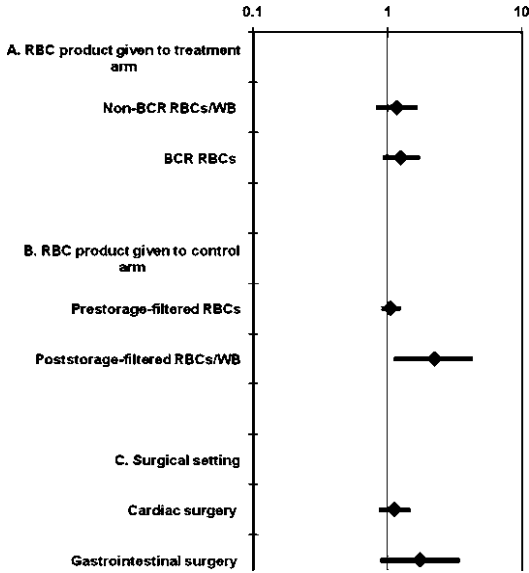 0.1 1 10
A. RBC product given to treatment
arm
Non-BCR RBCs/WB
BCR RBCs
B. RBC product given to control
arm
Prestorage-filtered RBCs
Poststorage-filtered RBCs/WB
C. Surgical setting
Cardiac surgery
Gastrointestinal surgery